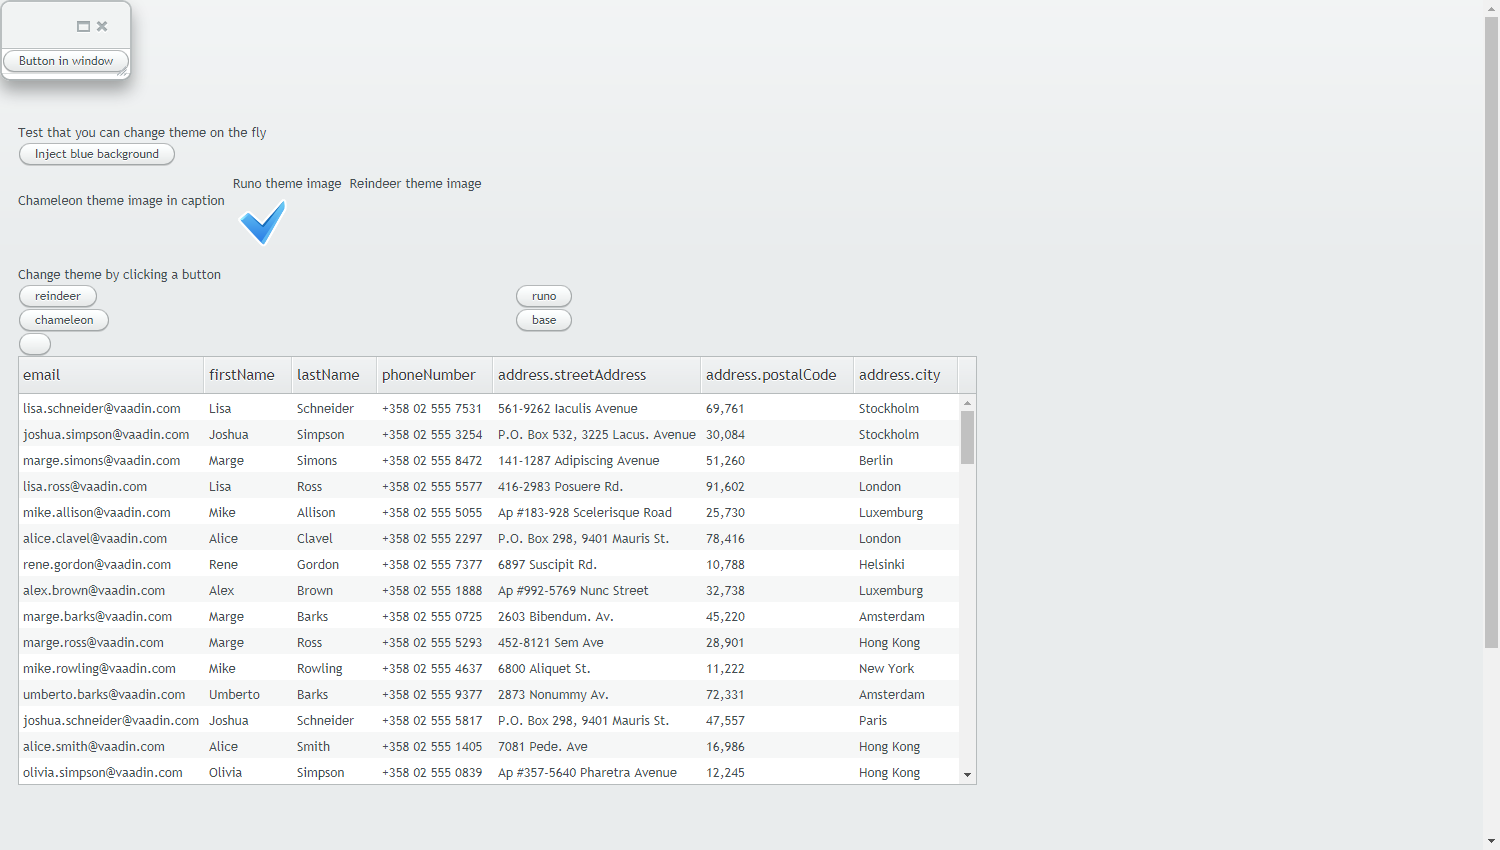 Button in window
Test that you can change theme on the fly
Inject blue background
Runo theme image Reindeer theme image
Chameleon theme image in caption
Change theme by clicking a button
reindeer runo
chameleon base
email firstName lastName phoneNumber address.streetAddress address.postalCode address.city
lisa.schneider@vaadin.com Lisa Schneider +358 02 555 7531 561-9262 Iaculis Avenue 69,761 Stockholm
joshua.simpson@vaadin.com Joshua Simpson +358 02 555 3254 P.O. Box 532, 3225 Lacus. Avenue 30,084 Stockholm
marge.simons@vaadin.com Marge Simons +358 02 555 8472 141-1287 Adipiscing Avenue 51,260 Berlin
lisa.ross@vaadin.com Lisa Ross +358 02 555 5577 416-2983 Posuere Rd. 91,602 London
mike.allison@vaadin.com Mike Allison +358 02 555 5055 Ap #183-928 Scelerisque Road 25,730 Luxemburg
alice.clavel@vaadin.com Alice Clavel +358 02 555 2297 P.O. Box 298, 9401 Mauris St. 78,416 London
rene.gordon@vaadin.com Rene Gordon +358 02 555 7377 6897 Suscipit Rd. 10,788 Helsinki
alex.brown@vaadin.com Alex Brown +358 02 555 1888 Ap #992-5769 Nunc Street 32,738 Luxemburg
marge.barks@vaadin.com Marge Barks +358 02 555 0725 2603 Bibendum. Av. 45,220 Amsterdam
marge.ross@vaadin.com Marge Ross +358 02 555 5293 452-8121 Sem Ave 28,901 Hong Kong
mike.rowling@vaadin.com Mike Rowling +358 02 555 4637 6800 Aliquet St. 11,222 New York
umberto.barks@vaadin.com Umberto Barks +358 02 555 9377 2873 Nonummy Av. 72,331 Amsterdam
joshua.schneider@vaadin.com Joshua Schneider +358 02 555 5817 P.O. Box 298, 9401 Mauris St. 47,557 Paris
alice.smith@vaadin.com Alice Smith +358 02 555 1405 7081 Pede. Ave 16,986 Hong Kong
olivia.simpson@vaadin.com Olivia Simpson +358 02 555 0839 Ap #357-5640 Pharetra Avenue 12,245 Hong Kong